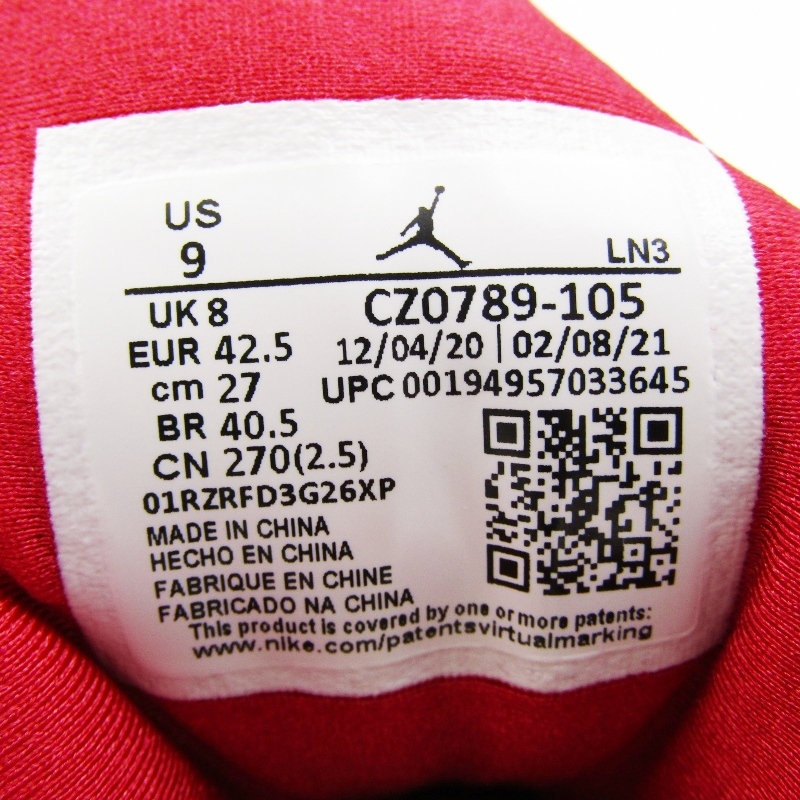 US
9
LN3
UK 8
CZ0789-105
EUR 42.5
12/04/20 | 02/08/21
cm 27
UPC 00194957033645
BR 40.5
CN 270(2.5)
01RZRFD3G26XP
MADE IN CHINA
HECHO EN CHINA
FABRIQUE EN CHINE
FABRICADO NA CHINA
This product is covered by one or more patents:
www.nike.com/patentsvirtualmarking